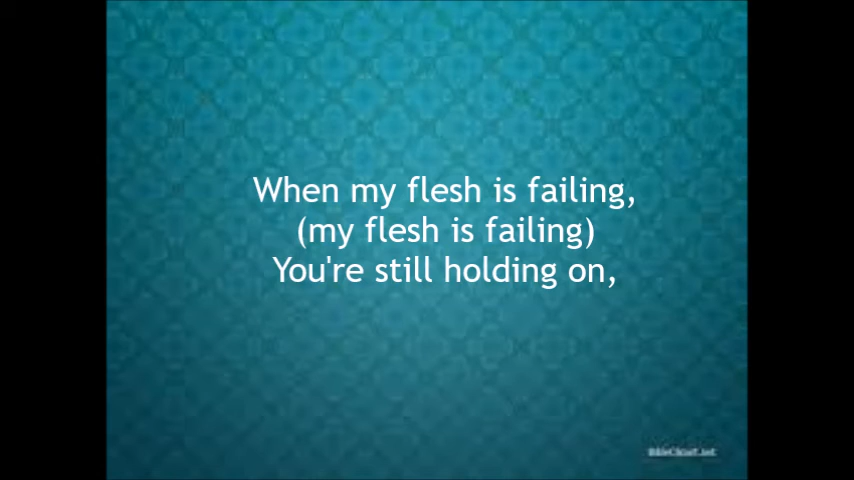 When my flesh is failing,
(my flesh is failing)
You're still holding on,